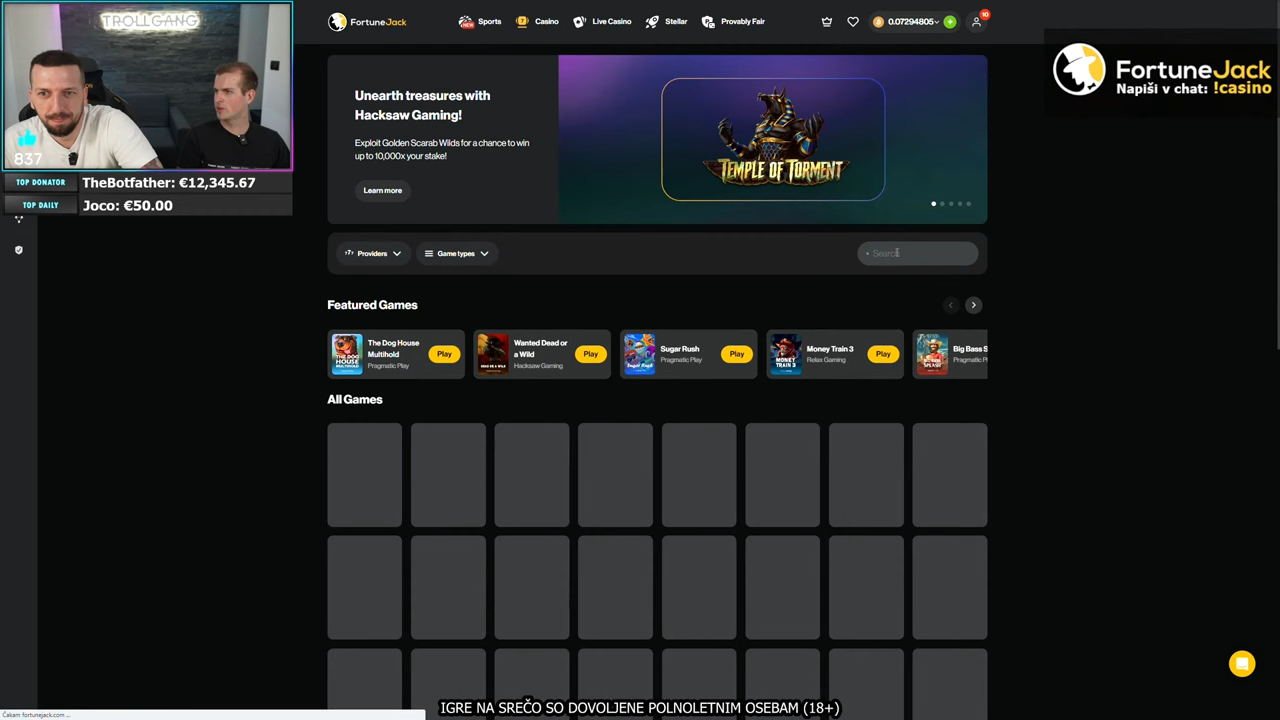 TROLLGANG
837
TOP DONATOR
TheBotfather: €12,345.67
TOP DAILY
Joco: €50.00
FortuneJack
NEW
Sports
Casino
Live Casino
Stellar
Provably Fair
0.07294805
10
FortuneJack
Napiši v chat: !casino
Unearth treasures with
Hacksaw Gaming!
Exploit Golden Scarab Wilds for a chance to win
up to 10,000x your stake!
Learn more
TEMPLE OF TORMENT
Providers
Game types
Search
Featured Games
The Dog House
Multihold
Pragmatic Play
Play
Wanted Dead or
a Wild
Hacksaw Gaming
Play
Sugar Rush
Pragmatic Play
Play
Money Train 3
Relax Gaming
Play
Big Bass S
Pragmatic Pl
All Games
Čakam fortunejack.com ...
IGRE NA SREČO SO DOVOLJENE POLNOLETNIM OSEBAM (18+)